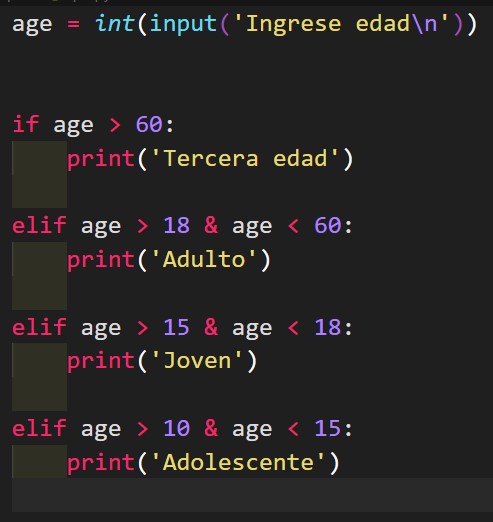 age = int(input('Ingrese edad\n'))
if age > 60:
    print('Tercera edad')
elif age > 18 & age < 60:
    print('Adulto')
elif age > 15 & age < 18:
    print('Joven')
elif age > 10 & age < 15:
    print('Adolescente')